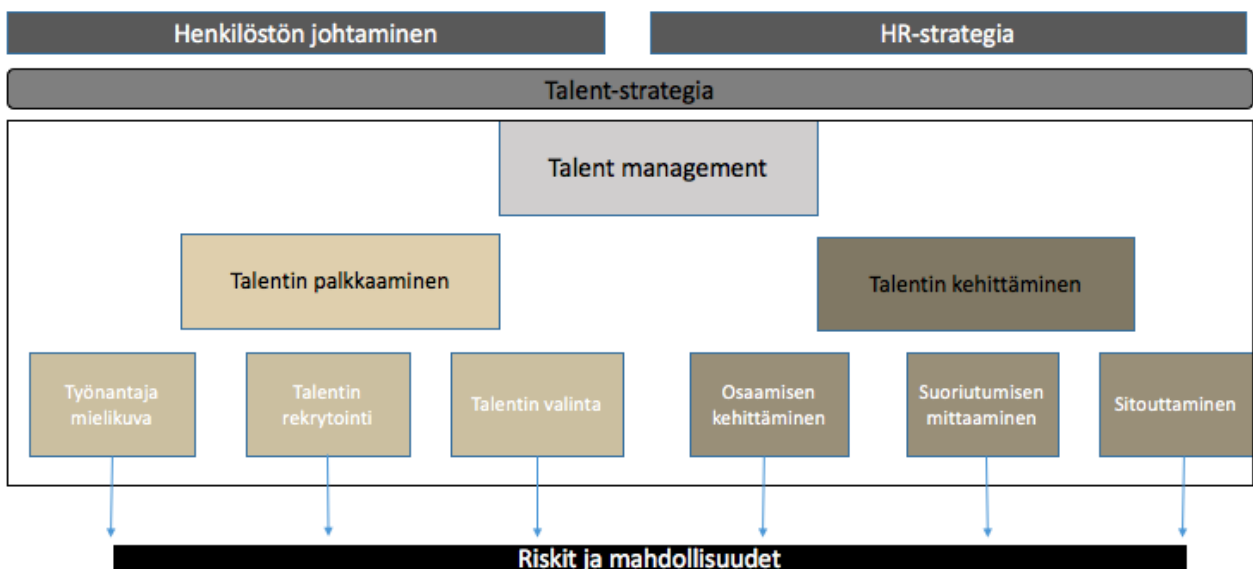 Henkilöstön johtaminen
HR-strategia
Talent-strategia
Talent management
Talentin palkkaaminen
Talentin kehittäminen
Työnantaja
mielikuva
Talentin
rekrytointi
Talentin valinta
Osaamisen
kehittäminen
Suoriutumisen
mittaaminen
Sitouttaminen
Riskit ja mahdollisuudet